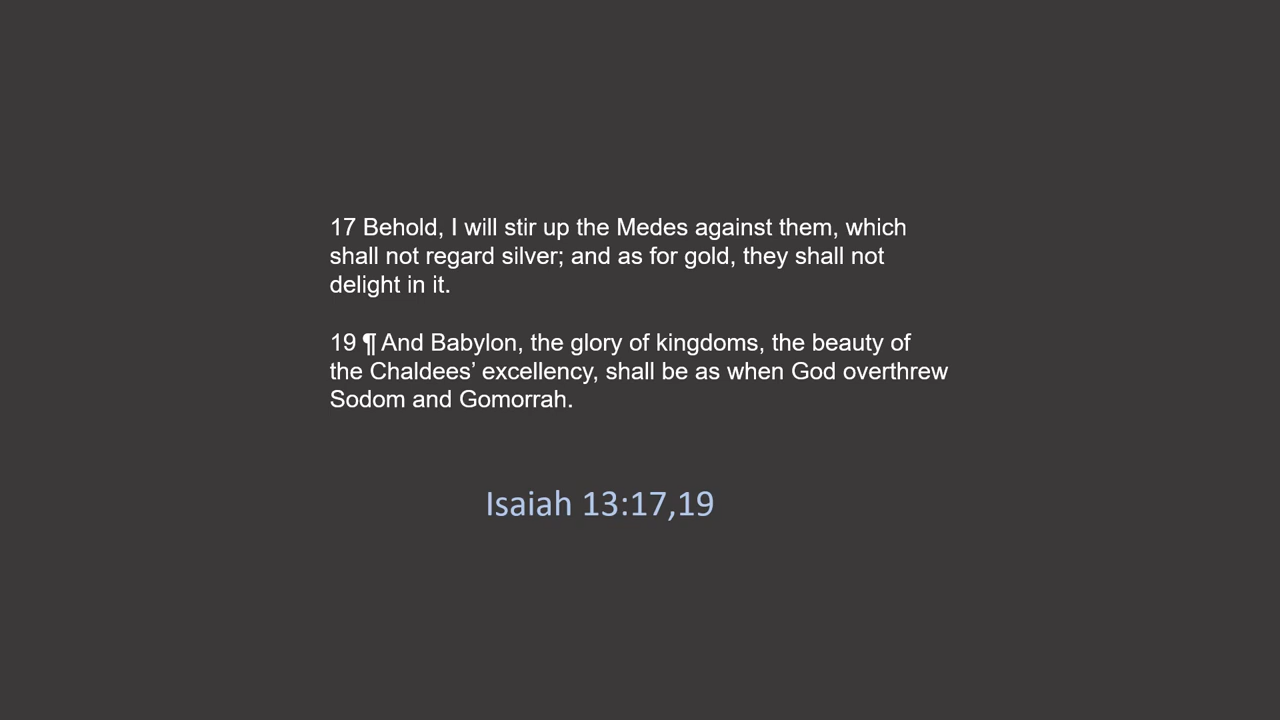 17 Behold, I will stir up the Medes against them, which
shall not regard silver; and as for gold, they shall not
delight in it.
19 ¶ And Babylon, the glory of kingdoms, the beauty of
the Chaldees’ excellency, shall be as when God overthrew
Sodom and Gomorrah.
Isaiah 13:17,19